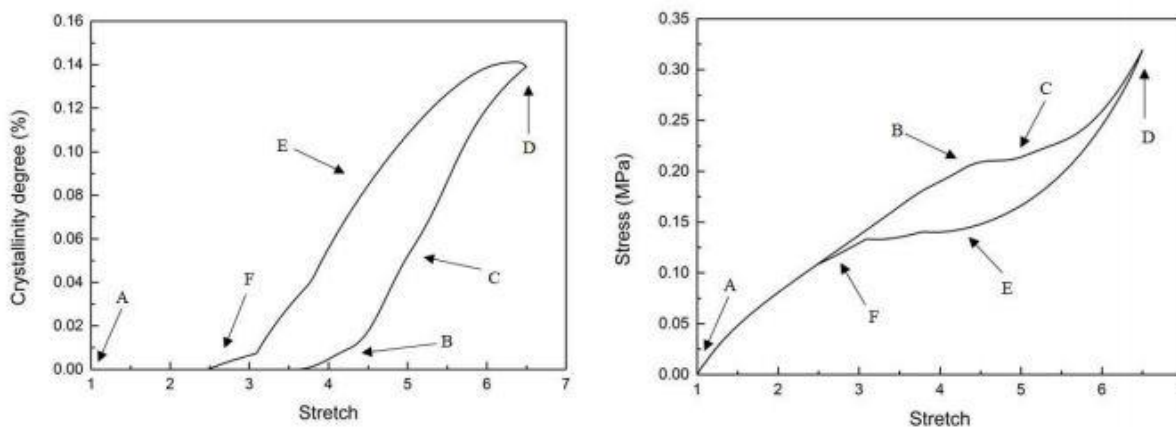 0.16
0.14
0.12
0.10
0.08
0.06
0.04
0.02
0.00
Crystallinity degree (%)
1 2 3 4 5 6 7
Stretch
A
F
E
B
C
D
0.35
0.30
0.25
0.20
0.15
0.10
0.05
0.00
Stress (MPa)
1 2 3 4 5 6
Stretch
A
B
C
D
E
F